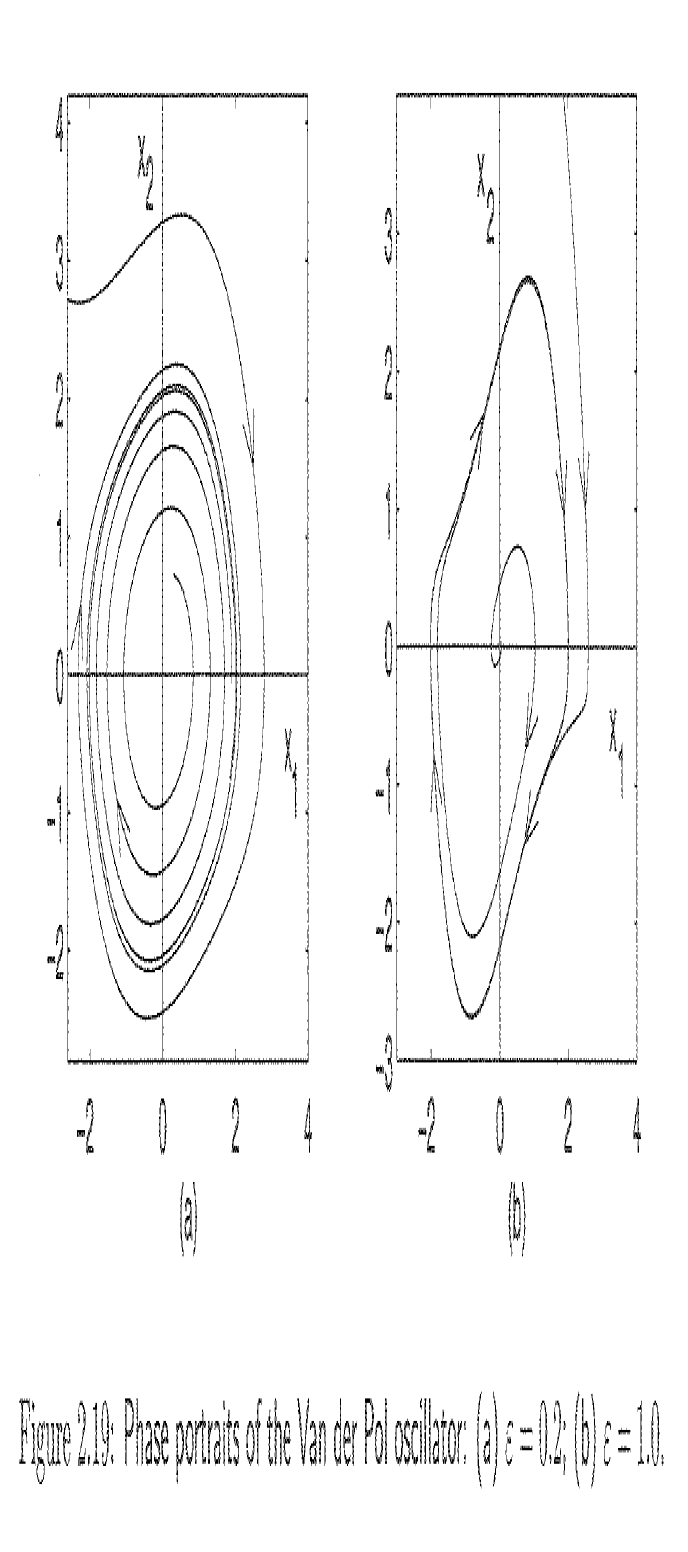 4
3
2
1
0
-1
-2
x2
x1
-2 0 2 4
(a)
3
2
1
0
-1
-2
-3
x2
x1
-2 0 2 4
(b)
Figure 2.19: Phase portraits of the Van der Pol oscillator: (a) ε = 0.2; (b) ε = 1.0.